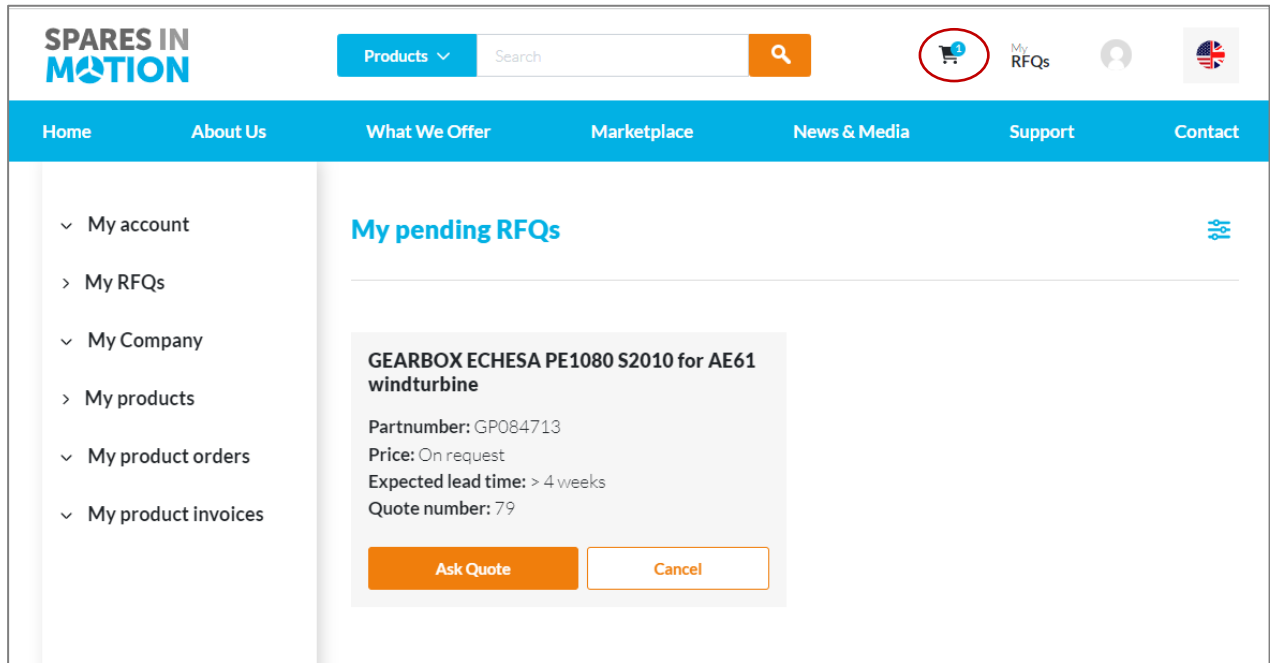 SPARES IN
MOTION
Products
Search
1
My
RFQs
Home About Us What We Offer Marketplace News & Media Support Contact
My account
My RFQs
My Company
My products
My product orders
My product invoices
My pending RFQs
GEARBOX ECHESA PE1080 S2010 for AE61
windturbine
Partnumber: GP084713
Price: On request
Expected lead time: > 4 weeks
Quote number: 79
Ask Quote Cancel